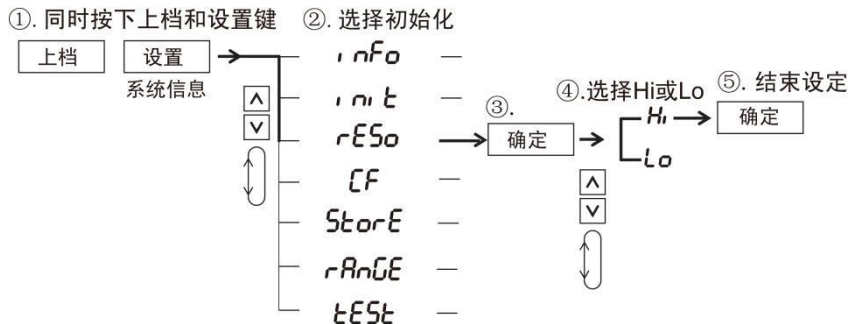 ①. 同时按下上档和设置键 ②. 选择初始化
上档 设置 inFo
系统信息 init
rESo ③. 确定 ④.选择Hi或Lo Hi ⑤. 结束设定 确定
Lo
CF
StorE
rAnGE
tESt